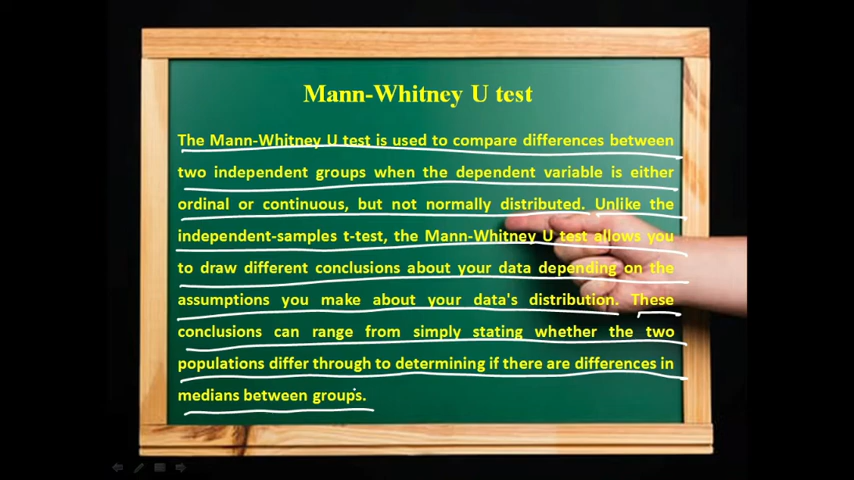 Mann-Whitney U test
The Mann-Whitney U test is used to compare differences between
two independent groups when the dependent variable is either
ordinal or continuous, but not normally distributed. Unlike the
independent-samples t-test, the Mann-Whitney U test allows you
to draw different conclusions about your data depending on the
assumptions you make about your data's distribution. These
conclusions can range from simply stating whether the two
populations differ through to determining if there are differences in
medians between groups.